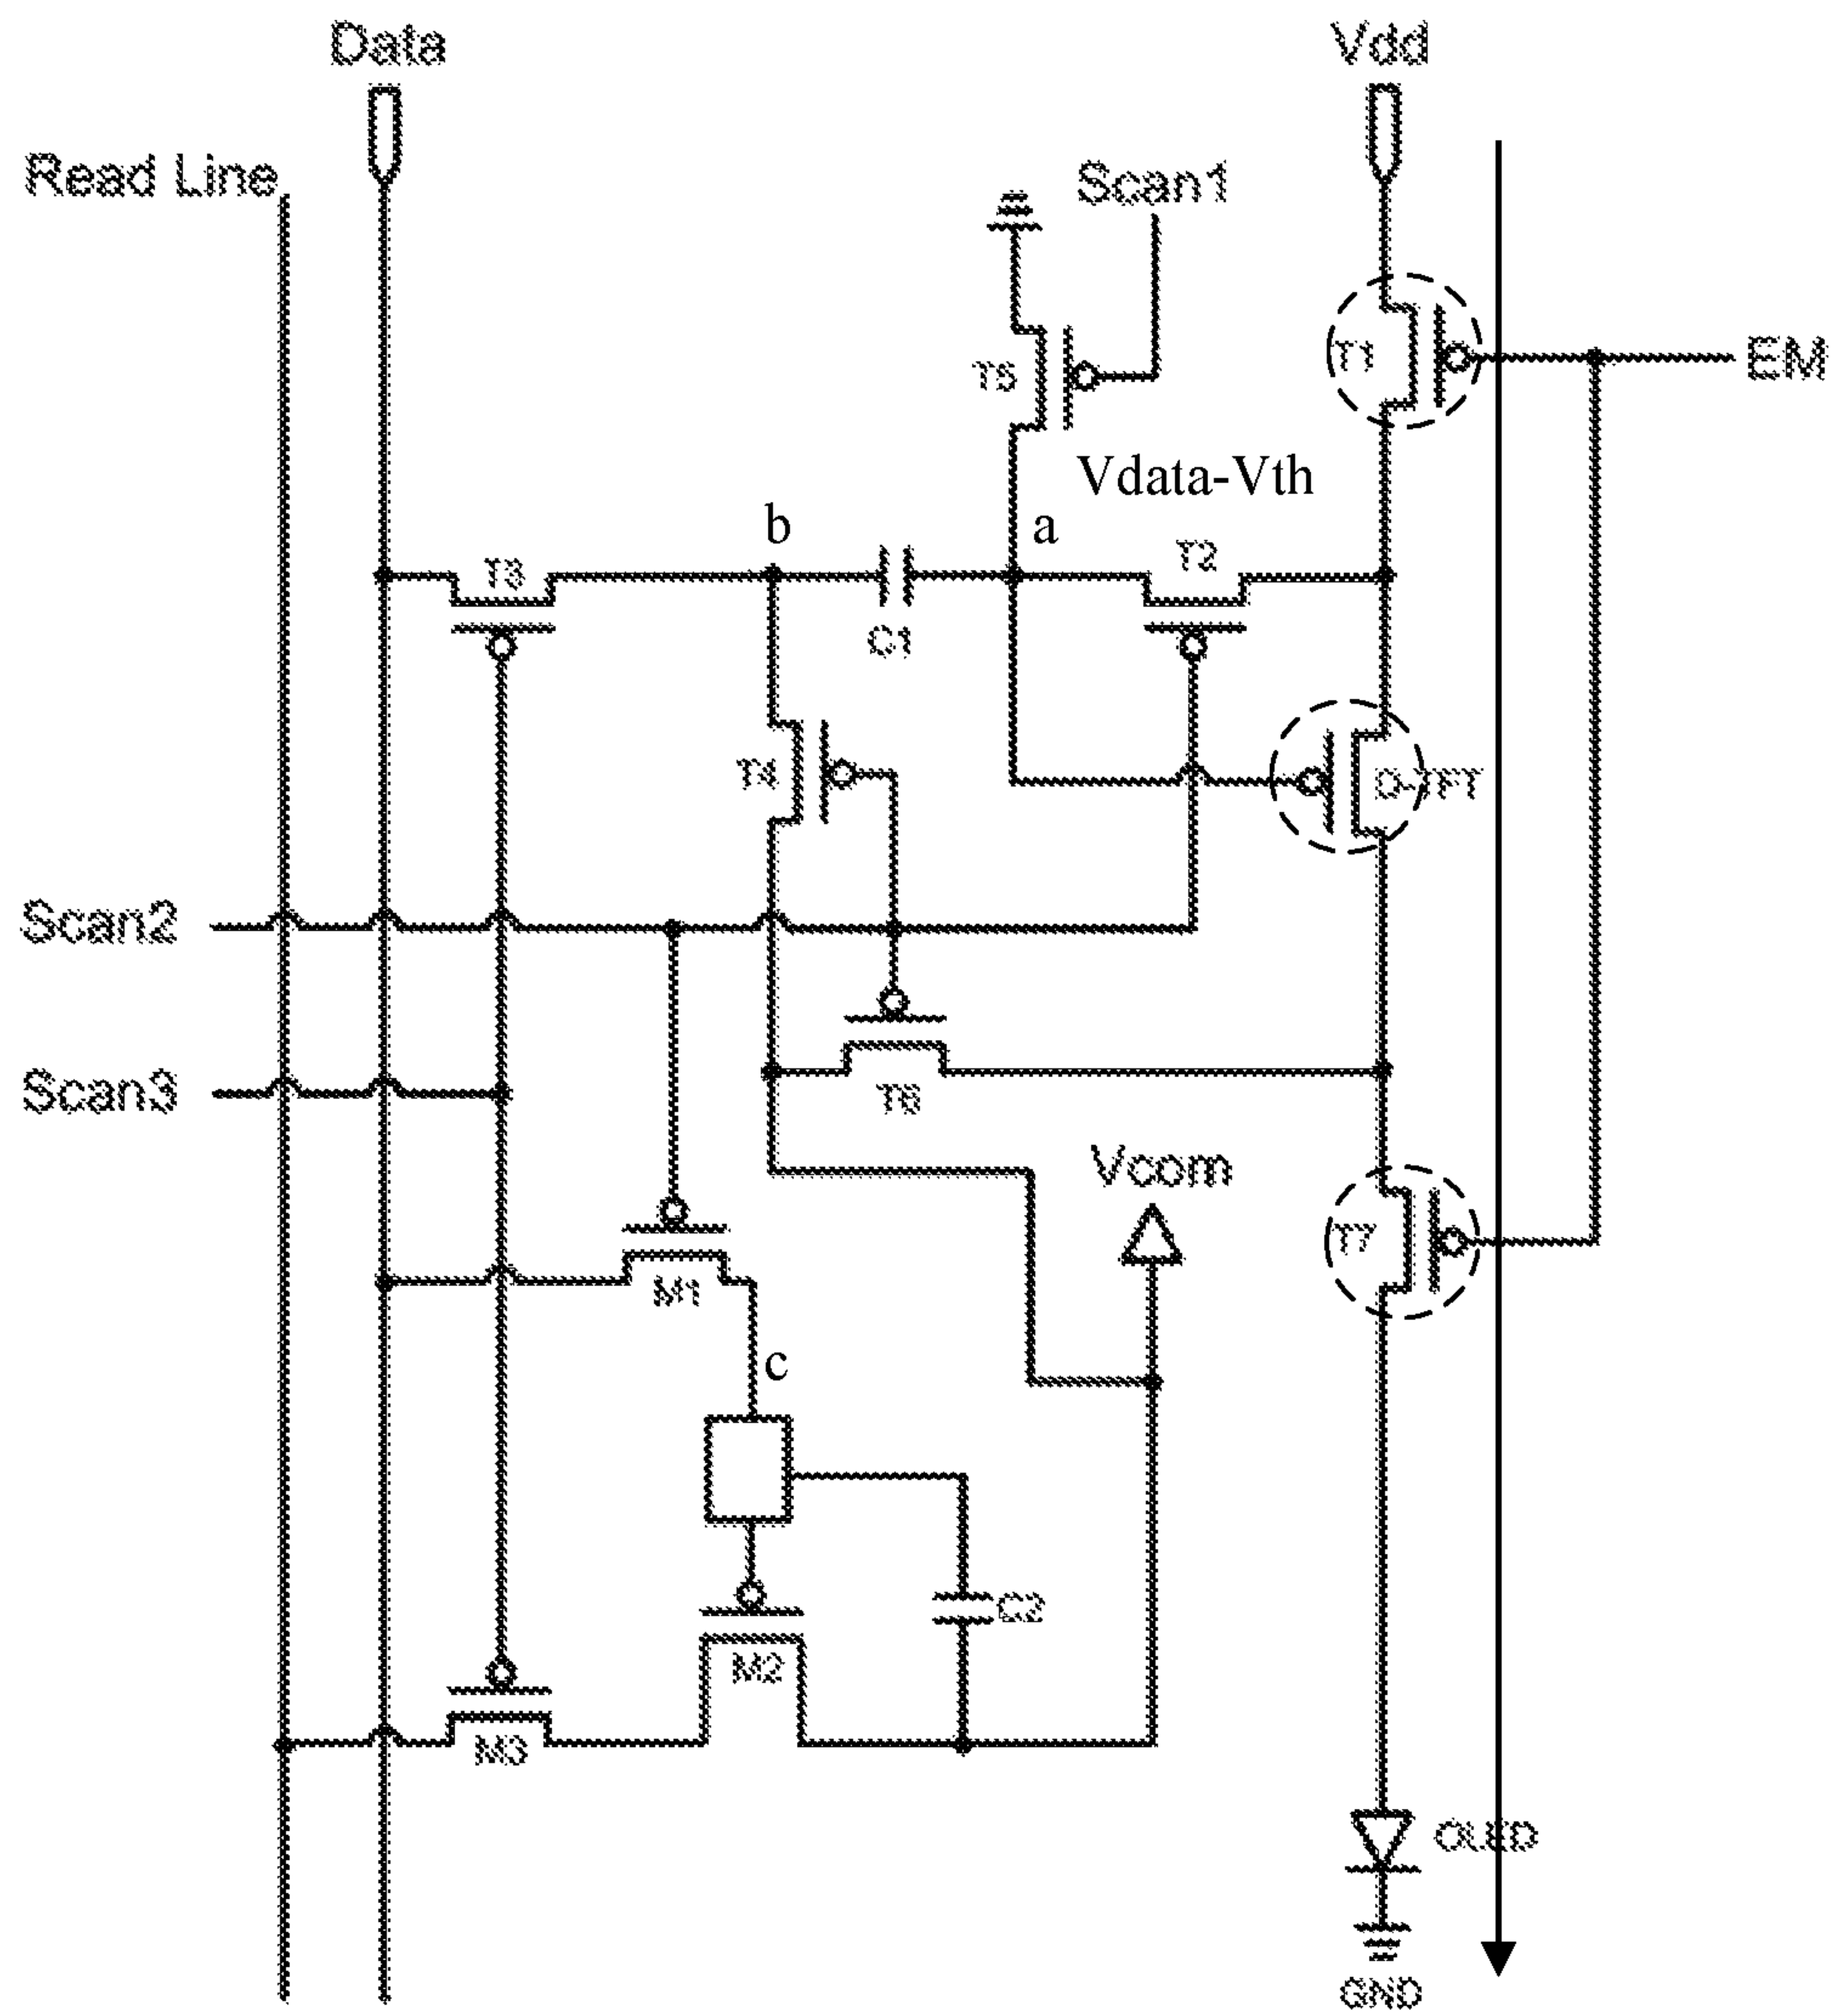 Data
Vdd
Read Line
Scan1
T1
EM
T5
Vdata-Vth
b
a
T3
T2
C1
T4
D-TFT
Scan2
Scan3
T6
Vcom
T7
M1
c
C2
M2
M3
OLED
GND